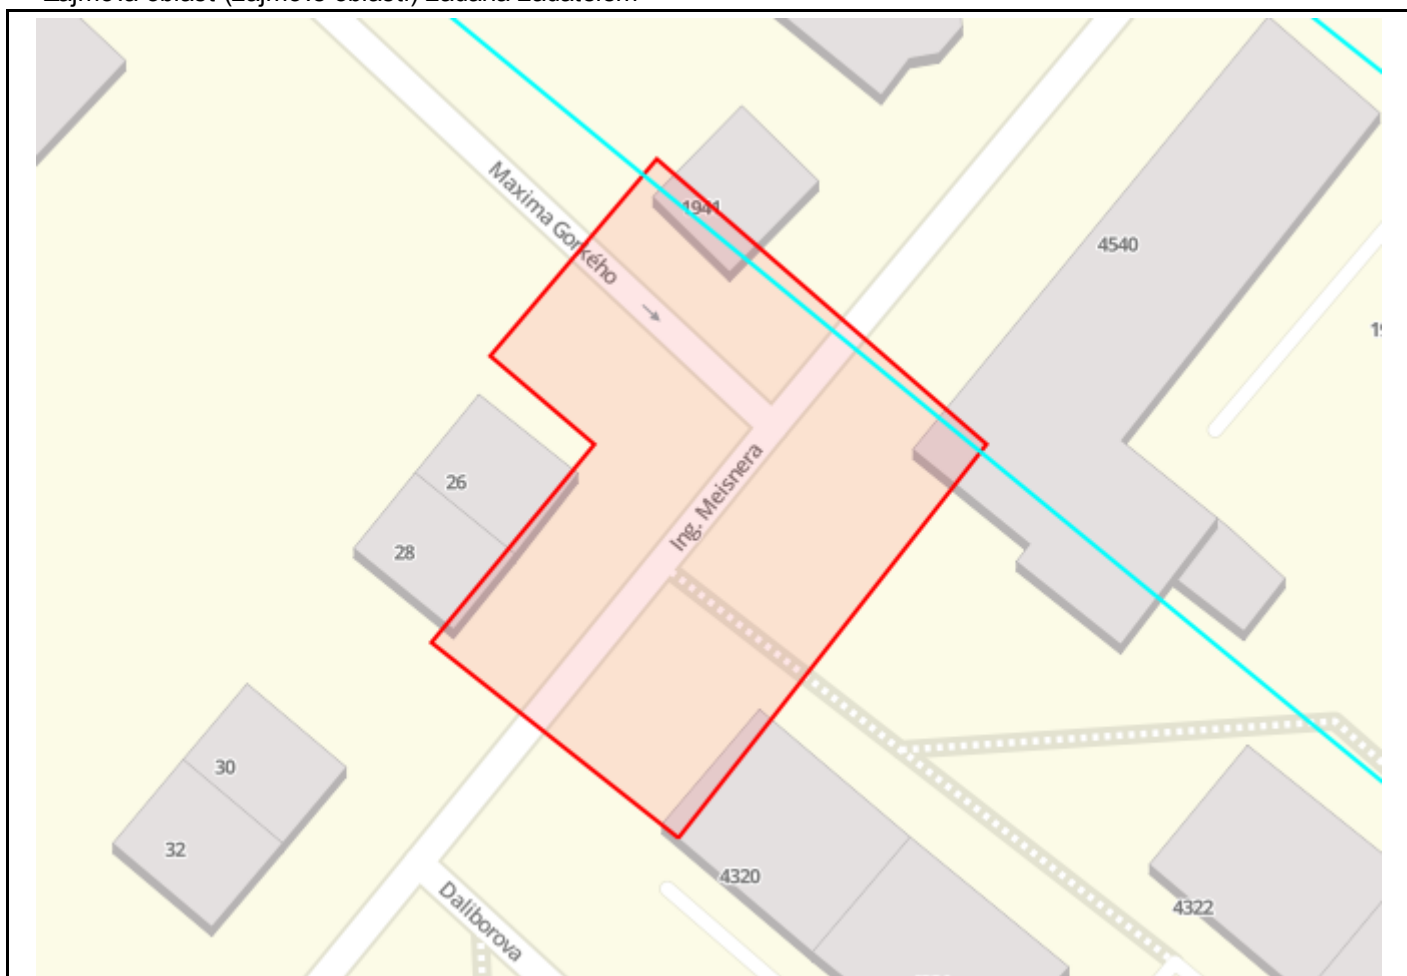 Zájmová oblast (zájmové oblasti) zadaná žadatelem
Maxima Gorkého
1941
4540
26
Ing. Meisnera
28
30
32
4320
4322
Daliborova